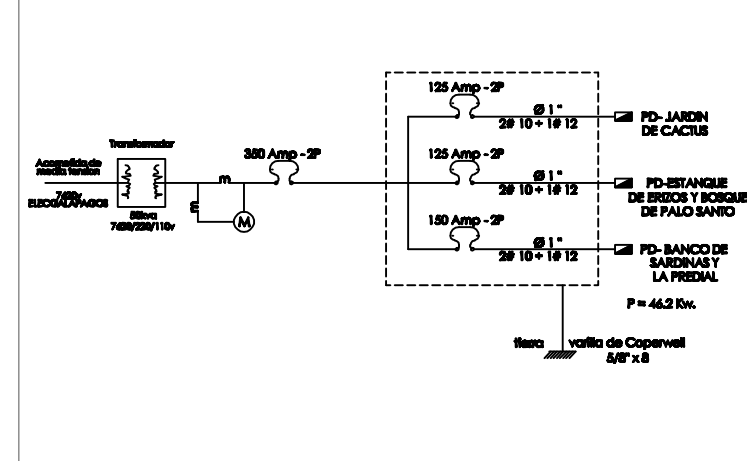 125 Amp - 2P
Ø 1 "
2# 10 + 1# 12
PD- JARDIN
DE CACTUS
Transformador
Acometida de
media tension
7620v
ELECGALAPAGOS
7620/220/110v
M
350 Amp - 2P
125 Amp - 2P
Ø 1 "
2# 10 + 1# 12
PD-ESTANQUE
DE ERIZOS Y BOSQUE
DE PALO SANTO
150 Amp - 2P
Ø 1 "
2# 10 + 1# 12
PD- BANCO DE
SARDINAS Y
LA PREDIAL
P = 46.2 Kw.
tierra
varilla de Coperwell
5/8" x 8